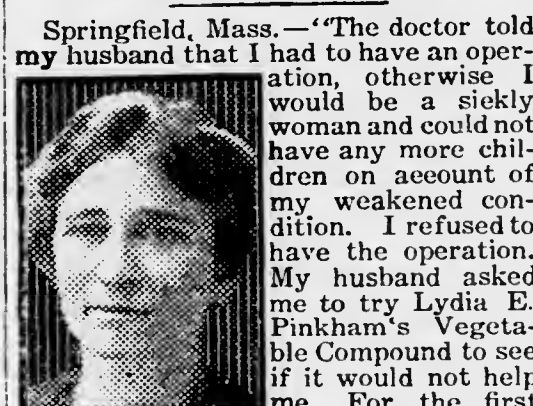 Springfield, Mass.—"The doctor told
my husband that I had to have an oper-
ation, otherwise I
would be a siekly
woman and could not
have any more chil-
dren on aeeount of
my weakened con-
dition. I refused to
have the operation.
My husband asked
me to try Lydia E.
Pinkham's Vegeta-
ble Compound to see
if it would not help
me. For the first